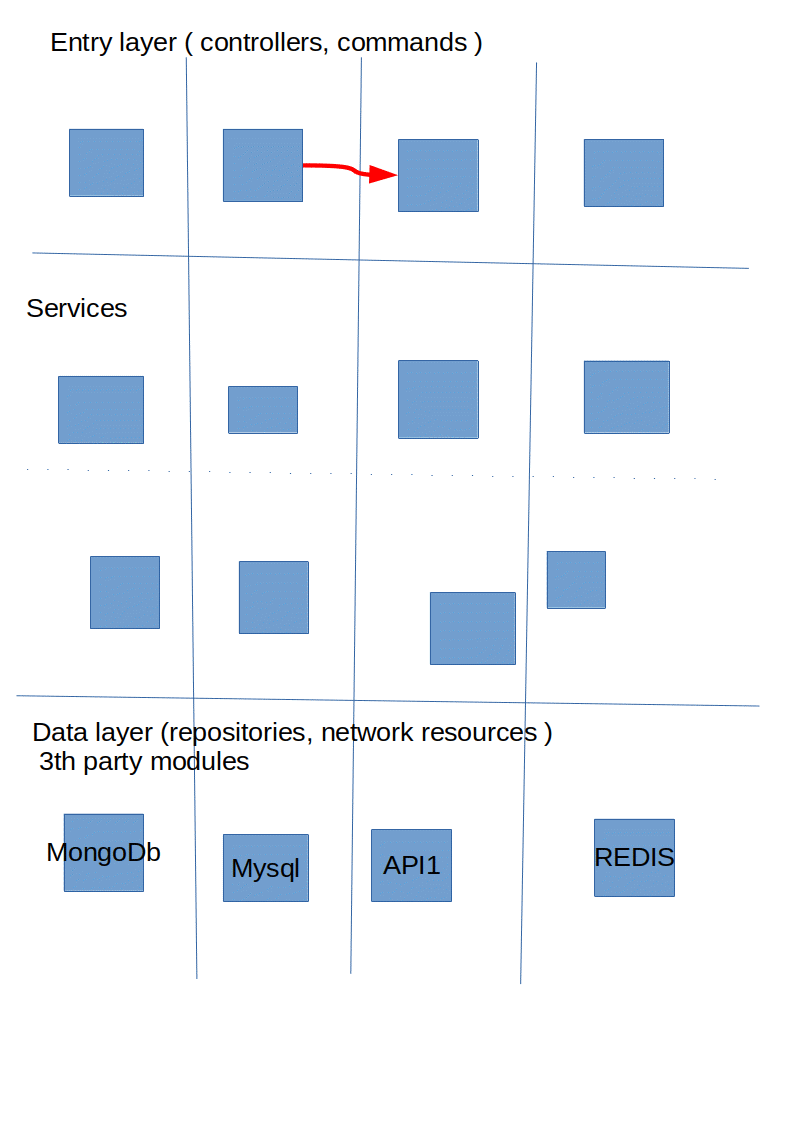 Entry layer ( controllers, commands )
Services
Data layer (repositories, network resources )
3th party modules
MongoDb
Mysql
API1
REDIS